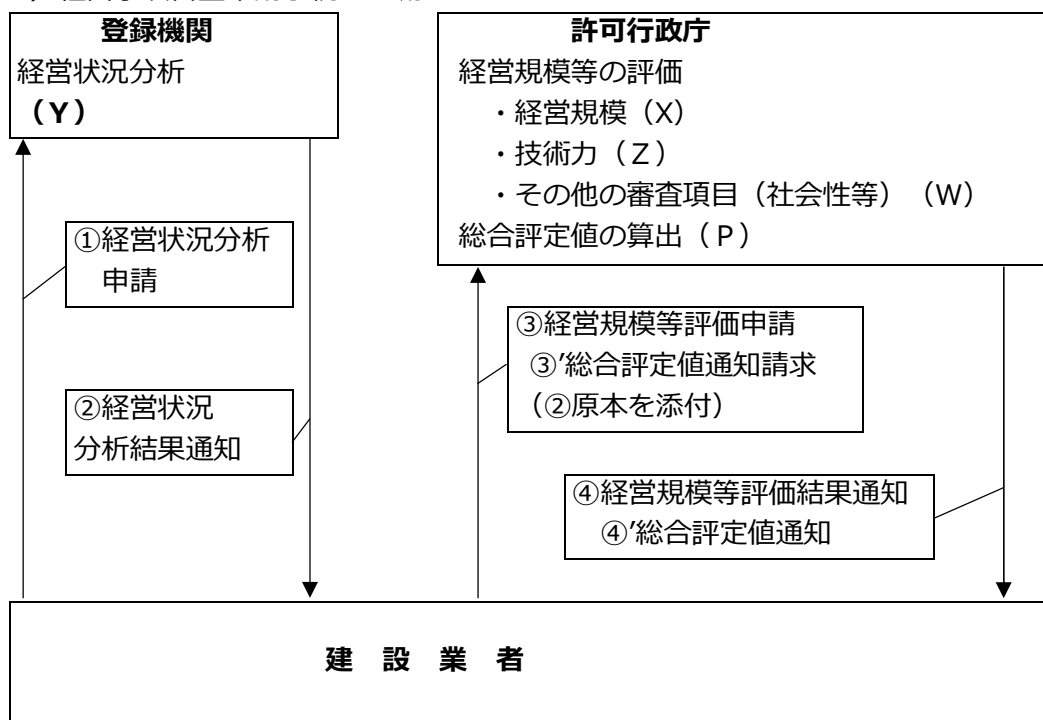 登録機関
経営状況分析
（Y）
許可行政庁
経営規模等の評価
・経営規模（X）
・技術力（Z）
・その他の審査項目（社会性等）（W）
総合評定値の算出（P）
①経営状況分析
申請
②経営状況
分析結果通知
③経営規模等評価申請
③’総合評定値通知請求
（②原本を添付）
④経営規模等評価結果通知
④’総合評定値通知
建 設 業 者